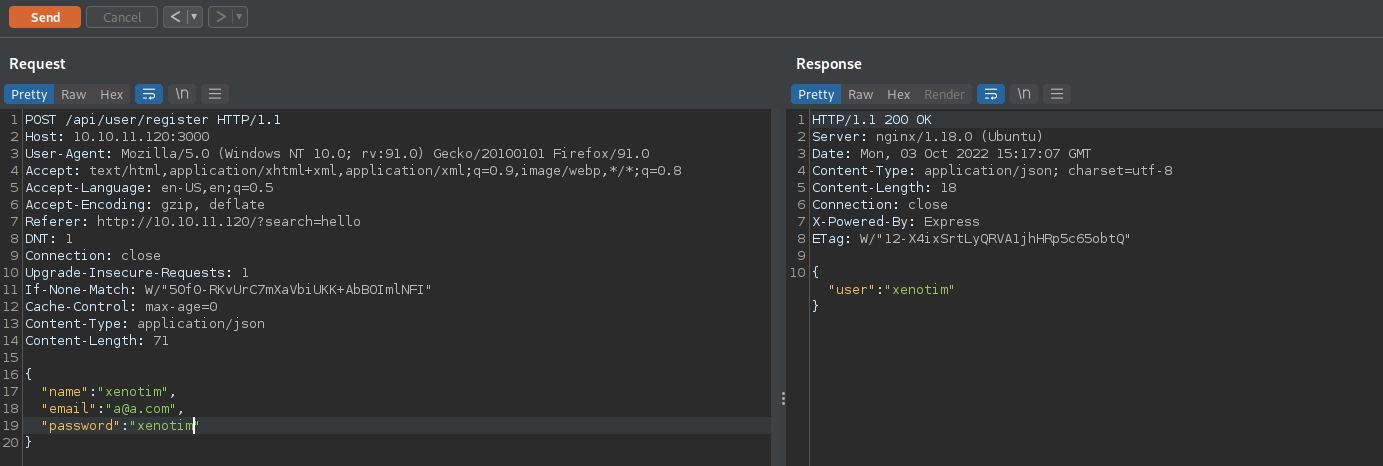 Send Cancel < ▾ > ▾
Request
Pretty Raw Hex \n
1 POST /api/user/register HTTP/1.1
2 Host: 10.10.11.120:3000
3 User-Agent: Mozilla/5.0 (Windows NT 10.0; rv:91.0) Gecko/20100101 Firefox/91.0
4 Accept: text/html,application/xhtml+xml,application/xml;q=0.9,image/webp,*/*;q=0.8
5 Accept-Language: en-US,en;q=0.5
6 Accept-Encoding: gzip, deflate
7 Referer: http://10.10.11.120/?search=hello
8 DNT: 1
9 Connection: close
10 Upgrade-Insecure-Requests: 1
11 If-None-Match: W/"50f0-RKvUrC7mXaVbiUKK+AbBOImlNFI"
12 Cache-Control: max-age=0
13 Content-Type: application/json
14 Content-Length: 71
15
16 {
17 "name":"xenotim",
18 "email":"a@a.com",
19 "password":"xenotim"
20 }
Response
Pretty Raw Hex Render \n
1 HTTP/1.1 200 OK
2 Server: nginx/1.18.0 (Ubuntu)
3 Date: Mon, 03 Oct 2022 15:17:07 GMT
4 Content-Type: application/json; charset=utf-8
5 Content-Length: 18
6 Connection: close
7 X-Powered-By: Express
8 ETag: W/"12-X4ixSrtLyQRVA1jhHRp5c65obtQ"
9
10 {
"user":"xenotim"
}